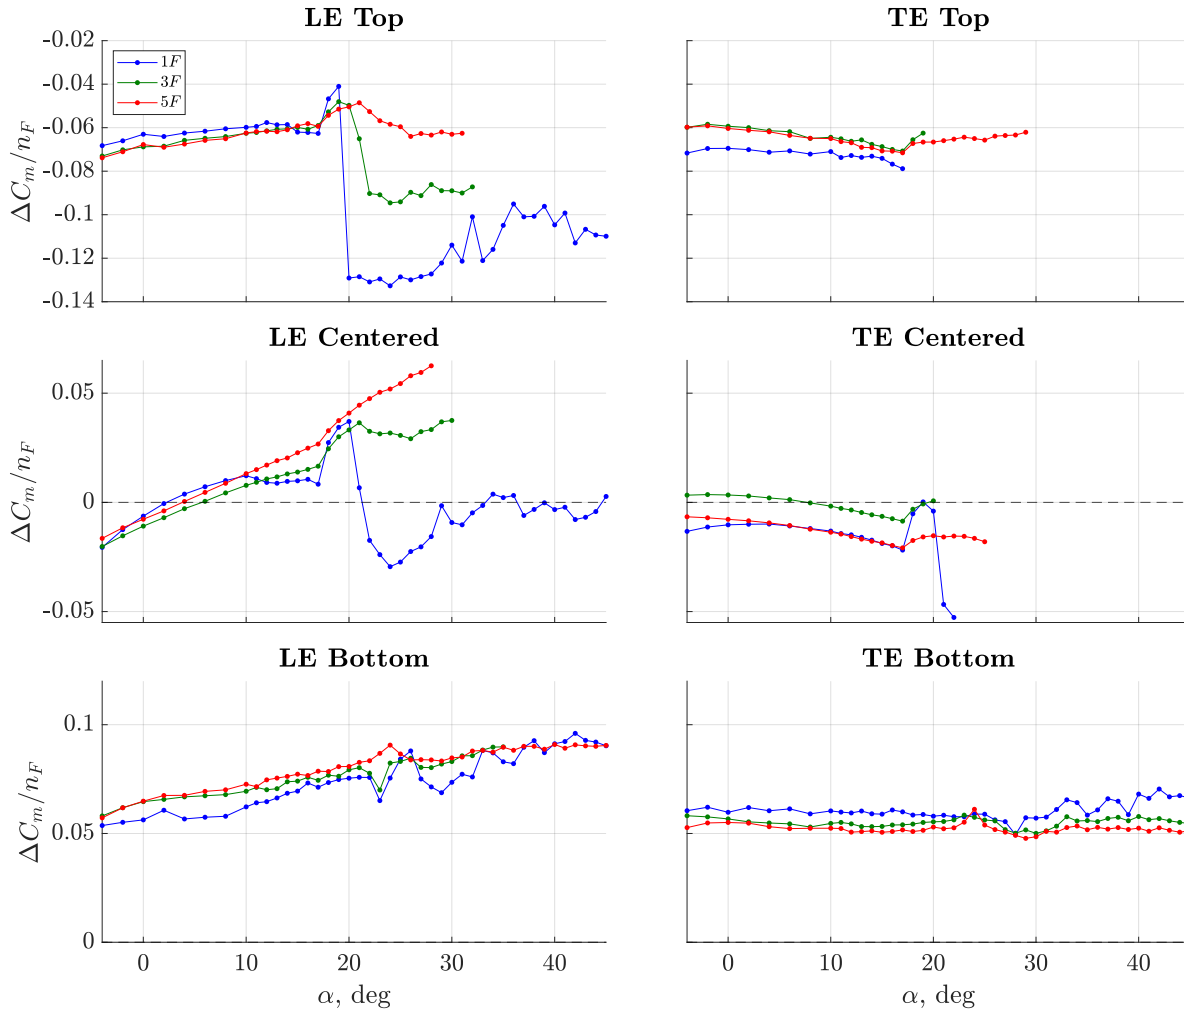 LE Top
TE Top
-0.02
-0.04
-0.06
-0.08
-0.1
-0.12
-0.14
ΔC_m/n_F
1F
3F
5F
LE Centered
TE Centered
0.05
0
-0.05
ΔC_m/n_F
LE Bottom
TE Bottom
0.1
0.05
0
ΔC_m/n_F
0 10 20 30 40
0 10 20 30 40
α, deg
α, deg